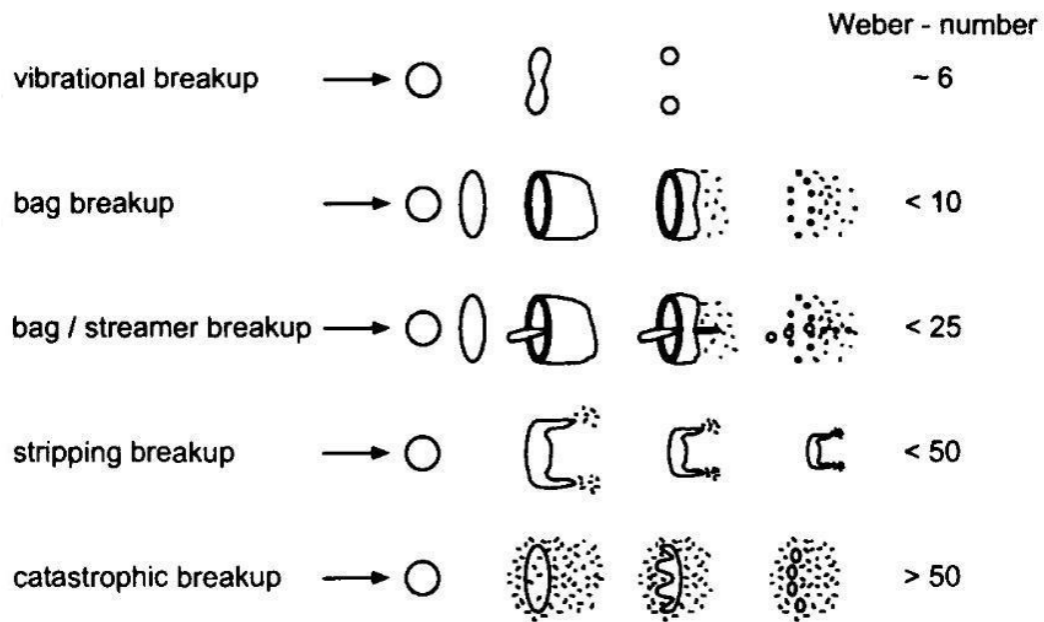 Weber - number
vibrational breakup ~ 6
bag breakup < 10
bag / streamer breakup < 25
stripping breakup < 50
catastrophic breakup > 50